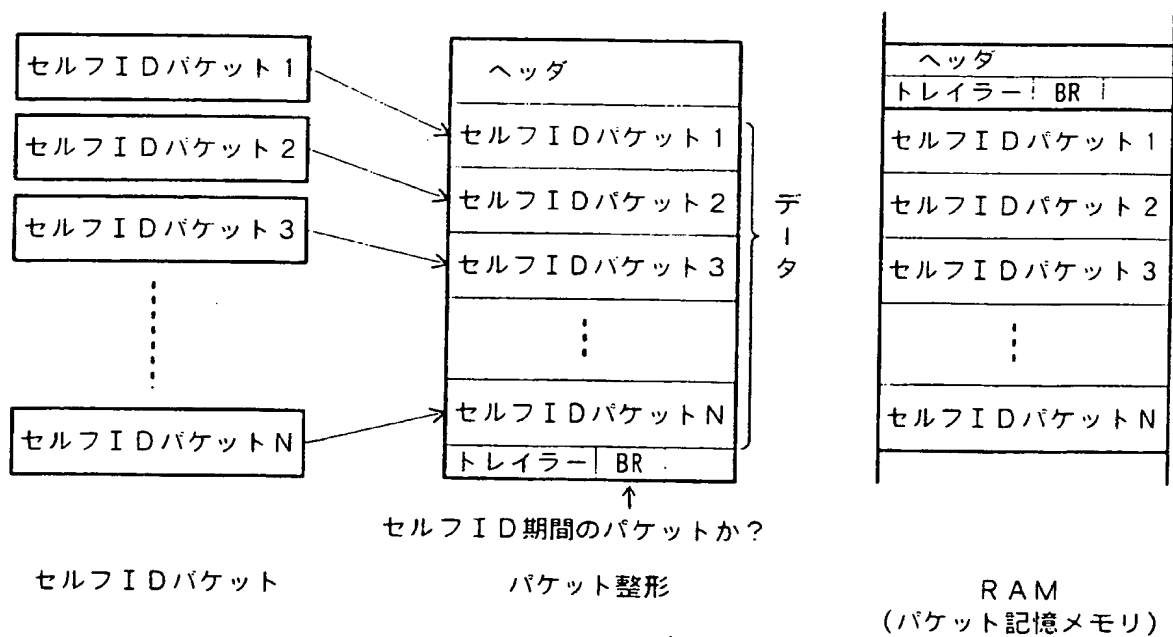 セルフIDパケット1
セルフIDパケット2
セルフIDパケット3
セルフIDパケットN
セルフIDパケット
ヘッダ
セルフIDパケット1
セルフIDパケット2
セルフIDパケット3
セルフIDパケットN
トレイラー BR
データ
セルフID期間のパケットか?
パケット整形
ヘッダ
トレイラー BR
セルフIDパケット1
セルフIDパケット2
セルフIDパケット3
セルフIDパケットN
RAM
(パケット記憶メモリ)